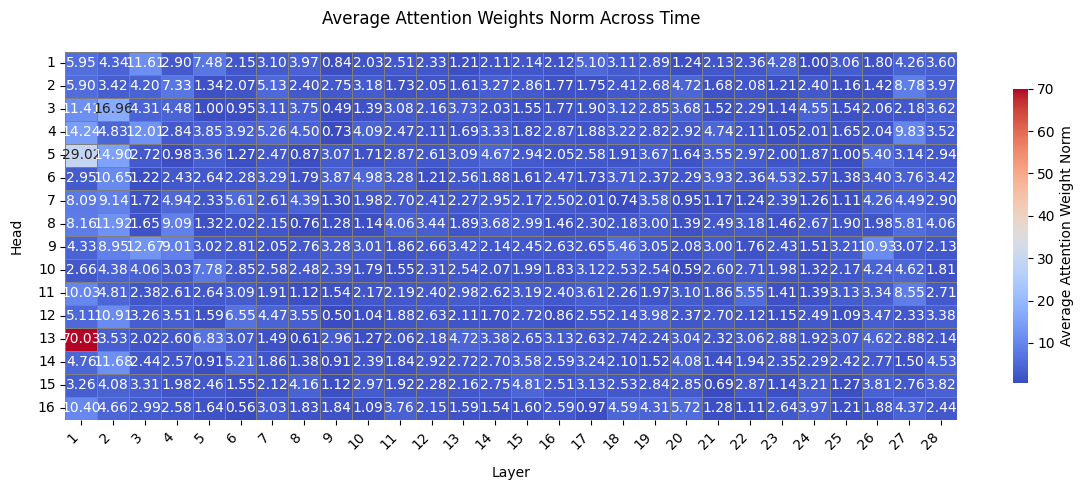 Average Attention Weights Norm Across Time
1 5.95 4.34 11.61 2.90 7.48 2.15 3.10 3.97 0.84 2.03 2.51 2.33 1.21 2.11 2.14 2.12 5.10 3.11 2.89 1.24 2.13 2.36 4.28 1.00 3.06 1.80 4.26 3.60
2 5.90 3.42 4.20 7.33 1.34 2.07 5.13 2.40 2.75 3.18 1.73 2.05 1.61 3.27 2.86 1.77 1.75 2.41 2.68 4.72 1.68 2.08 1.21 2.40 1.16 1.42 8.78 3.97
3 16.96 4.31 4.48 1.00 0.95 3.11 3.75 0.49 1.39 3.08 2.16 3.73 2.03 1.55 1.77 1.90 3.12 2.85 3.68 1.52 2.29 1.14 4.55 1.54 2.06 2.18 3.62
4 14.24 4.83 12.01 2.84 3.85 3.92 5.26 4.50 0.73 4.09 2.47 2.11 1.69 3.33 1.82 2.87 1.88 3.22 2.82 2.92 4.74 2.11 1.05 2.01 1.65 2.04 9.83 3.52
5 29.02 14.90 2.72 0.98 3.36 1.27 2.47 0.87 3.07 1.71 2.87 2.61 3.09 4.67 2.94 2.05 2.58 1.91 3.67 1.64 3.55 2.97 2.00 1.87 1.00 5.40 3.14 2.94
6 2.95 10.65 1.22 2.43 2.64 2.28 3.29 1.79 3.87 4.98 3.28 1.21 2.56 1.88 1.61 2.47 1.73 3.71 2.37 2.29 3.93 2.36 4.53 2.57 1.38 3.40 3.76 3.42
7 8.09 9.14 1.72 4.94 2.33 5.61 2.61 4.39 1.30 1.98 2.70 2.41 2.27 2.95 2.17 2.50 2.01 0.74 3.58 0.95 1.17 1.24 2.39 1.26 1.11 4.26 4.49 2.90
8 8.16 11.92 1.65 9.09 1.32 2.02 2.15 0.76 1.28 1.14 4.06 3.44 1.89 3.68 2.99 1.46 2.30 2.18 3.00 1.39 2.49 3.18 1.46 2.67 1.90 1.98 5.81 4.06
9 4.33 8.95 12.67 9.01 3.02 2.81 2.05 2.76 3.28 3.01 1.86 2.66 3.42 2.14 2.45 2.63 2.65 5.46 3.05 2.08 3.00 1.76 2.43 1.51 3.21 10.93 3.07 2.13
10 2.66 4.38 4.06 3.03 7.78 2.85 2.58 2.48 2.39 1.79 1.55 2.31 2.54 2.07 1.99 1.83 3.12 2.53 2.54 0.59 2.60 2.71 1.98 1.32 2.17 4.24 4.62 1.81
11 10.03 4.81 2.38 2.61 2.64 3.09 1.91 1.12 1.54 2.17 2.19 2.40 2.98 2.62 3.19 2.40 3.61 2.26 1.97 3.10 1.86 5.55 1.41 1.39 3.13 3.34 8.55 2.71
12 5.11 10.91 3.26 3.51 1.59 6.55 4.47 3.55 0.50 1.04 1.88 2.63 2.11 1.70 2.72 0.86 2.55 2.14 3.98 2.37 2.70 2.12 1.15 2.49 1.09 3.47 2.33 3.38
13 70.03 3.53 2.02 2.60 6.83 3.07 1.49 0.61 2.96 1.27 2.06 2.18 4.72 3.38 2.65 3.13 2.63 2.74 2.24 3.04 2.32 3.06 2.88 1.92 3.07 4.62 2.88 2.14
14 4.76 11.68 2.44 2.57 0.91 5.21 1.86 1.38 0.91 2.39 1.84 2.92 2.72 2.70 3.58 2.59 3.24 2.10 1.52 4.08 1.44 1.94 2.35 2.29 2.42 2.77 1.50 4.53
15 3.26 4.08 3.31 1.98 2.46 1.55 2.12 4.16 1.12 2.97 1.92 2.28 2.16 2.75 4.81 2.51 3.13 2.53 2.84 2.85 0.69 2.87 1.14 3.21 1.27 3.81 2.76 3.82
16 10.40 4.66 2.99 2.58 1.64 0.56 3.03 1.83 1.84 1.09 3.76 2.15 1.59 1.54 1.60 2.59 0.97 4.59 4.31 5.72 1.28 1.11 2.64 3.97 1.21 1.88 4.37 2.44
Head
1 2 3 4 5 6 7 8 9 10 11 12 13 14 15 16 17 18 19 20 21 22 23 24 25 26 27 28
Layer
70
60
50
40
30
20
10
Average Attention Weight Norm